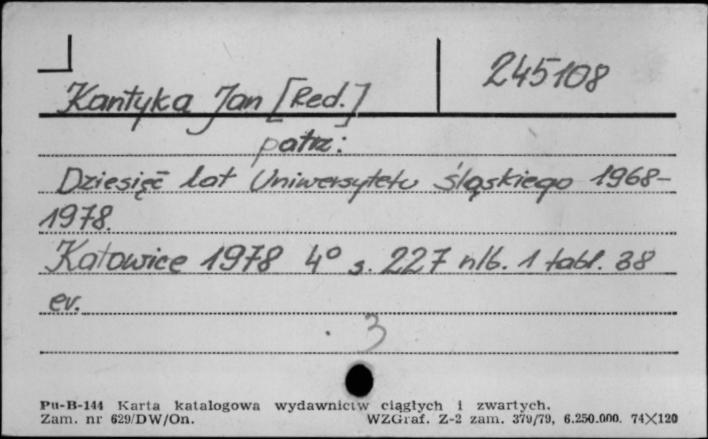 245108
Kantyka Jan [Red.]
patrz:
Dziesięć lat Uniwersytetu Śląskiego 1968-
1978.
Katowice 1978 4° s. 227 nlb. 1 tabl. 38
ev.
3
Pu-B-144 Karta katalogowa wydawnictw ciągłych i zwartych.
Zam. nr 629/DW/On. WZGraf. Z-2 zam. 379/79, 6.250.000. 74×120